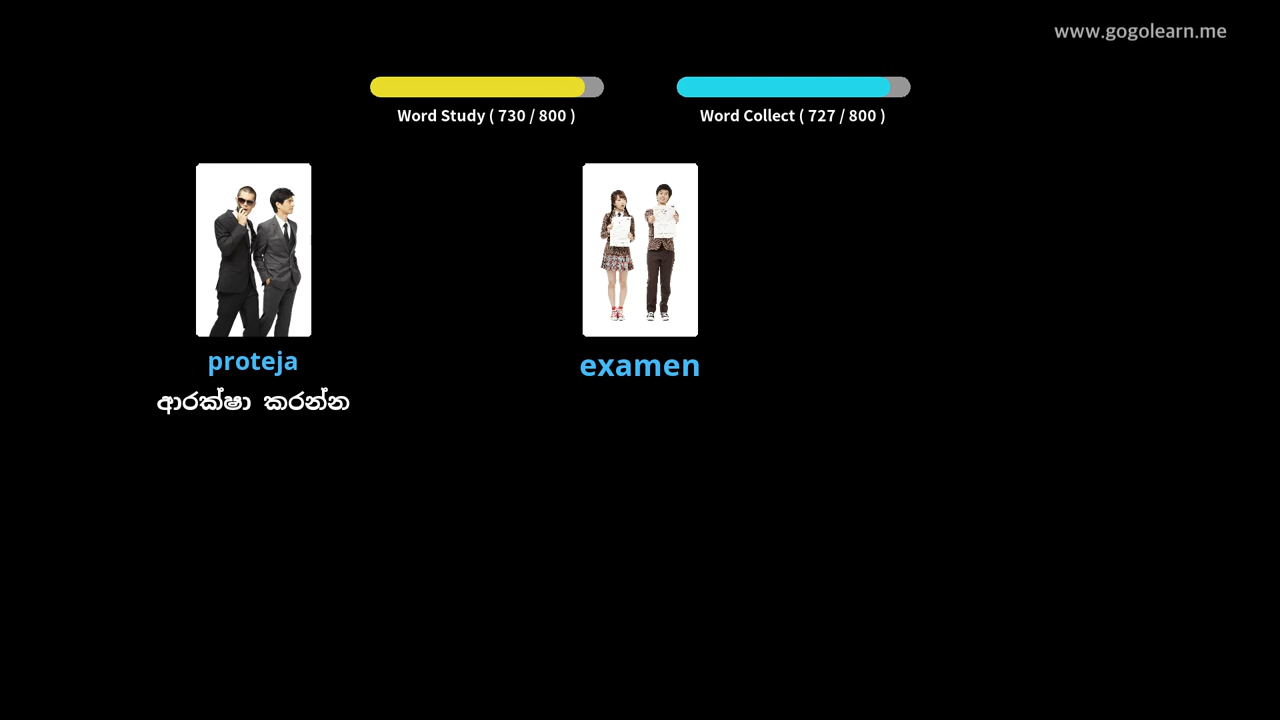 www.gogolearn.me
Word Study ( 730 / 800 )
Word Collect ( 727 / 800 )
proteja
ආරක්ෂා කරන්න
examen